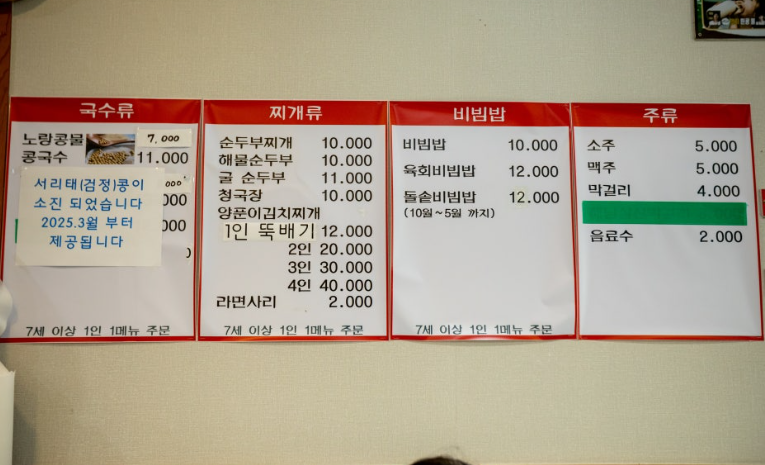 국수류
노랑콩물 7,000
콩국수 11.000
서리태(검정)콩이
소진 되었습니다
2025.3월 부터
제공됩니다
7세 이상 1인 1메뉴 주문
찌개류
순두부찌개 10.000
해물순두부 10.000
굴 순두부 11.000
청국장 10.000
양푼이김치찌개
1인 뚝배기 12.000
2인 20.000
3인 30.000
4인 40.000
라면사리 2.000
7세 이상 1인 1메뉴 주문
비빔밥
비빔밥 10.000
육회비빔밥 12.000
돌솥비빔밥 12.000
(10월~5월 까지)
7세 이상 1인 1메뉴 주문
주류
소주 5.000
맥주 5.000
막걸리 4.000
음료수 2.000